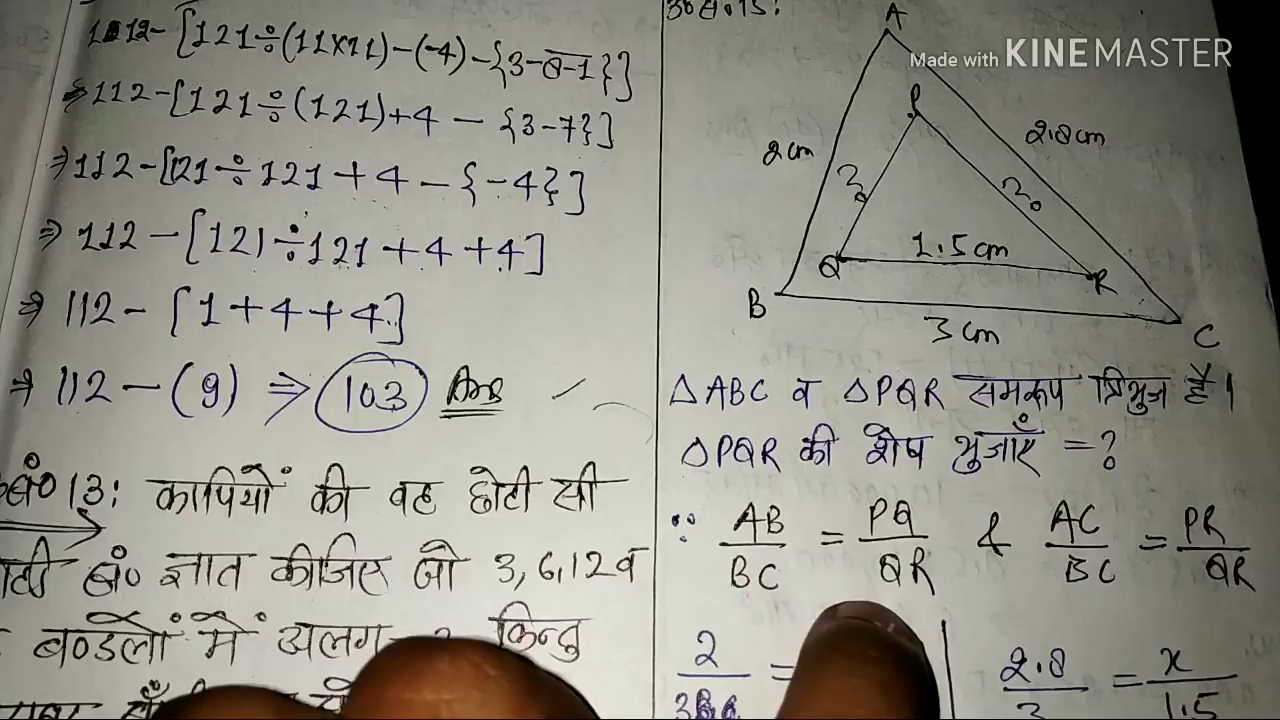 112-[121÷(11×11)-(-4)-{3-8-1}]
⇒112-[121÷(121)+4-{3-7}]
⇒112-[121÷121+4-{-4}]
⇒112-[121÷121+4+4]
⇒112-[1+4+4]
⇒112-(9)⇒103 Ans
13: कापियों की वह छोटी सी
सं० ज्ञात कीजिए जो 3,6,12 व
बण्डलों में अलग किन्तु
Made with KINEMASTER
A
P
2cm
2.8cm
?
?
1.5cm
Q
R
B
3cm
C
△ABC व △PQR समरूप त्रिभुज हैं।
△PQR की शेष भुजाएँ =?
∵ AB/BC = PQ/QR & AC/BC = PR/QR
2/3 =
2.8/3 = x/1.5